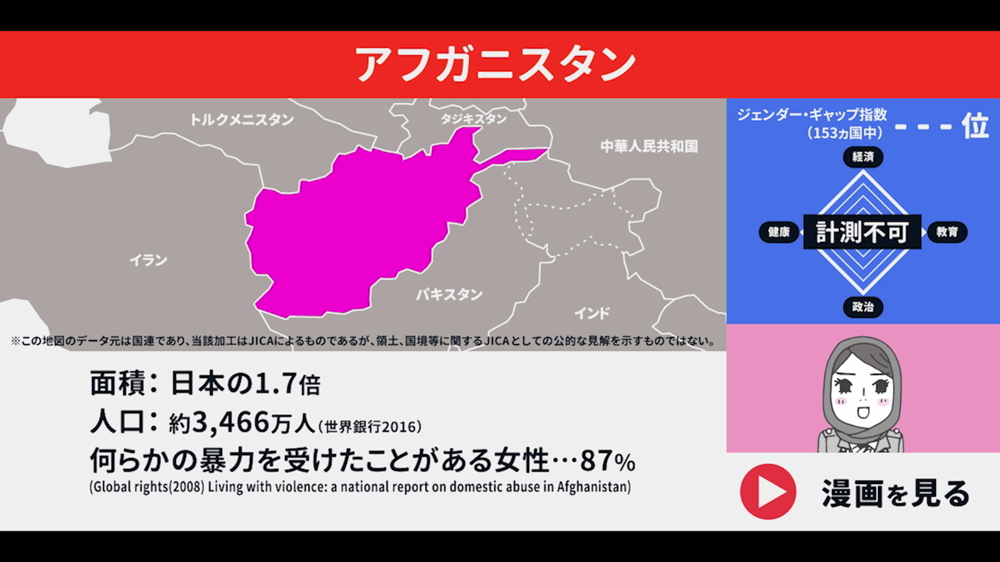 アフガニスタン
トルクメニスタン
タジキスタン
中華人民共和国
イラン
パキスタン
インド
※この地図のデータ元は国連であり、当該加工はJICAによるものであるが、領土、国境等に関するJICAとしての公的な見解を示すものではない。
ジェンダー・ギャップ指数
（153ヵ国中）
---位
経済
健康
計測不可
教育
政治
面積：日本の1.7倍
人口：約3,466万人（世界銀行2016）
何らかの暴力を受けたことがある女性…87%
(Global rights(2008) Living with violence: a national report on domestic abuse in Afghanistan)
漫画を見る